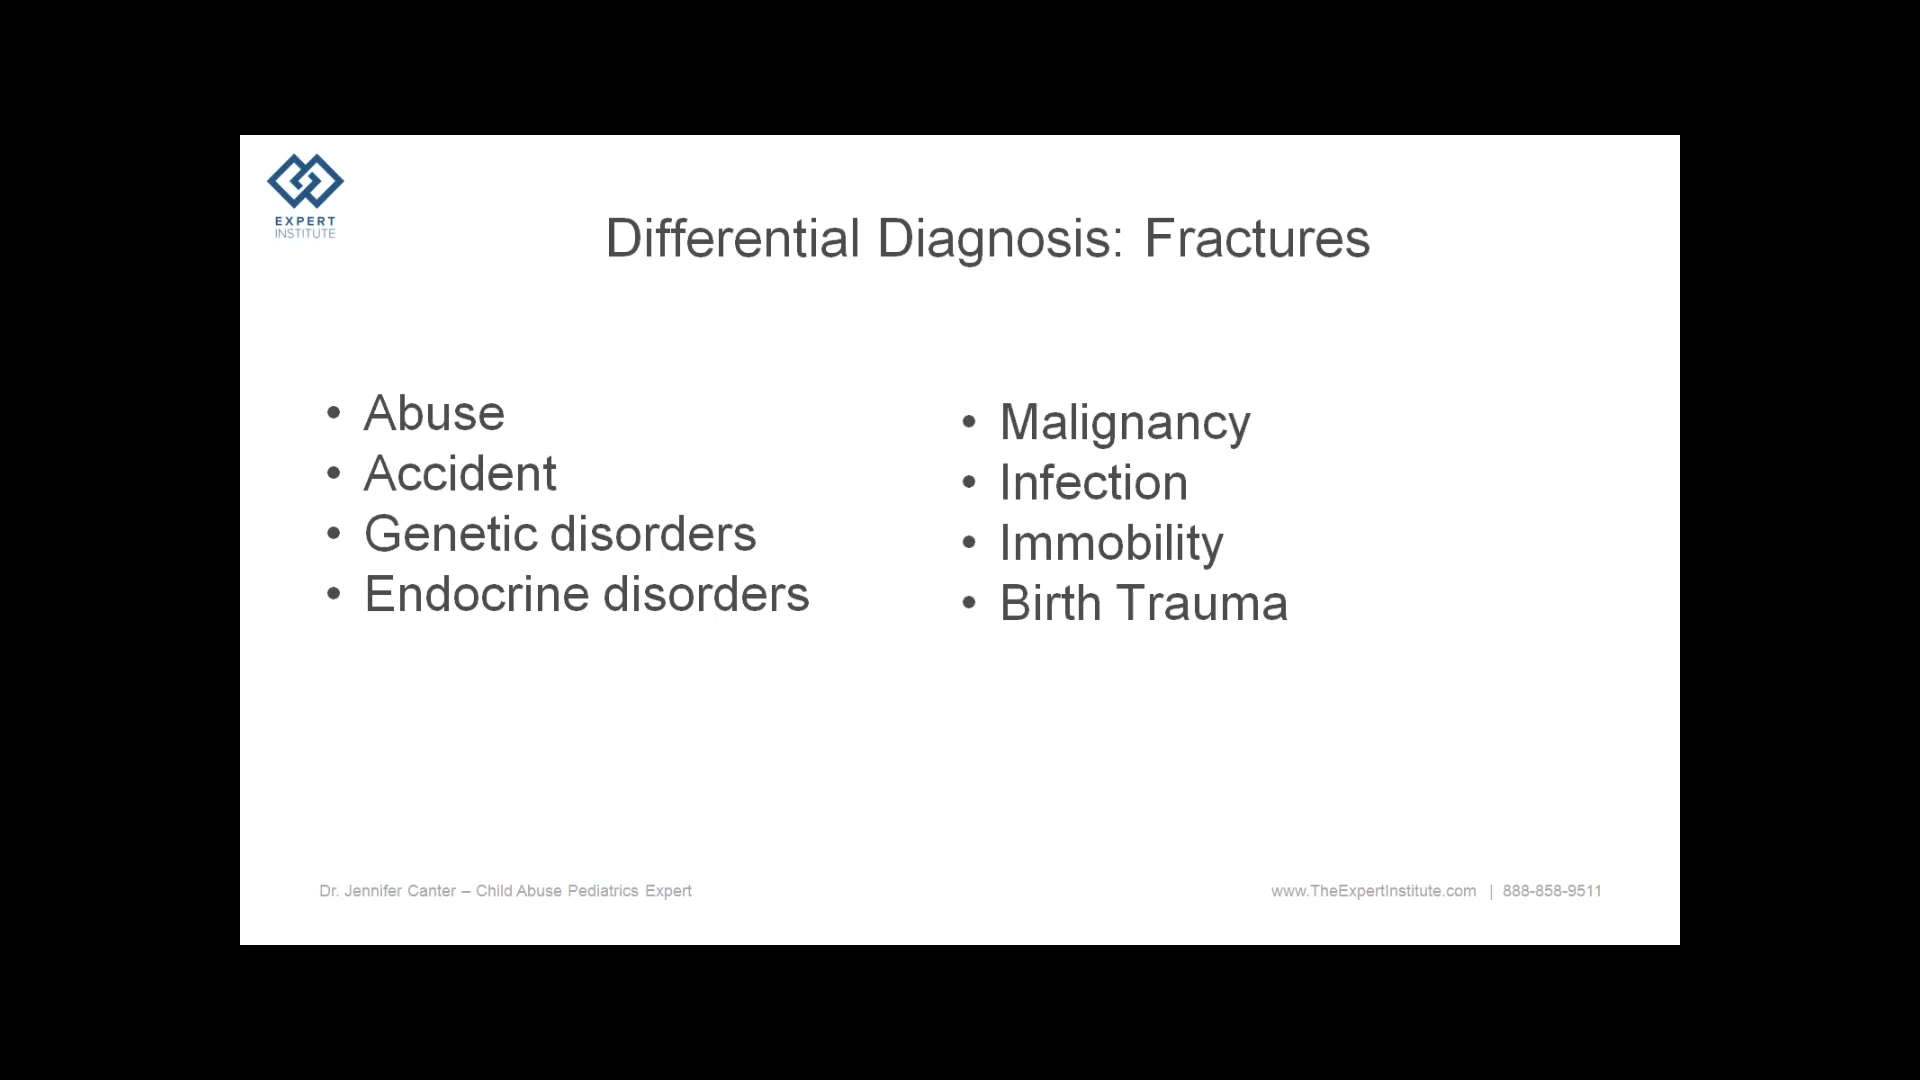 EXPERT
INSTITUTE
Differential Diagnosis: Fractures
• Abuse
• Accident
• Genetic disorders
• Endocrine disorders
• Malignancy
• Infection
• Immobility
• Birth Trauma
Dr. Jennifer Canter – Child Abuse Pediatrics Expert
www.TheExpertInstitute.com | 888-858-9511